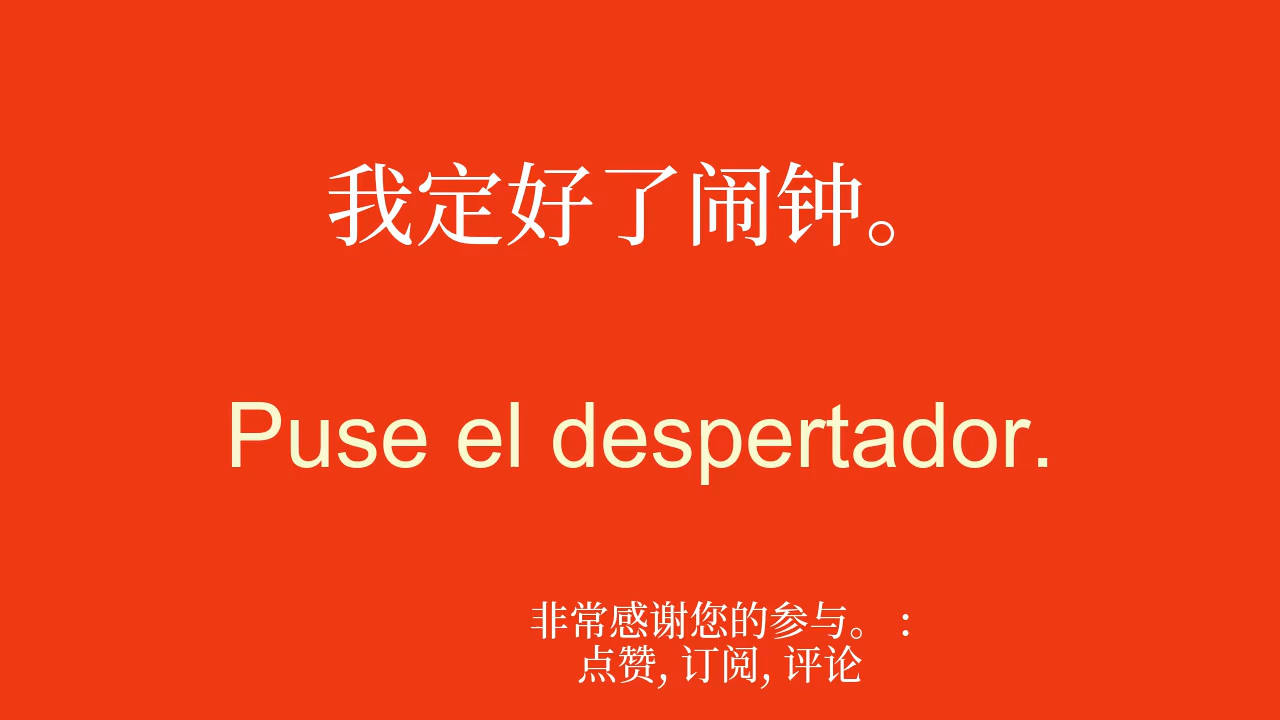 我定好了闹钟。
Puse el despertador.
非常感谢您的参与。 :
点赞, 订阅, 评论